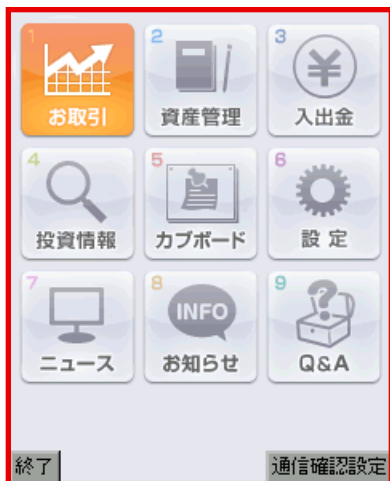 1
お取引
2
資産管理
3
¥
入出金
4
投資情報
5
カブボード
6
設定
7
ニュース
8
INFO
お知らせ
9
?
Q&A
終了
通信確認設定